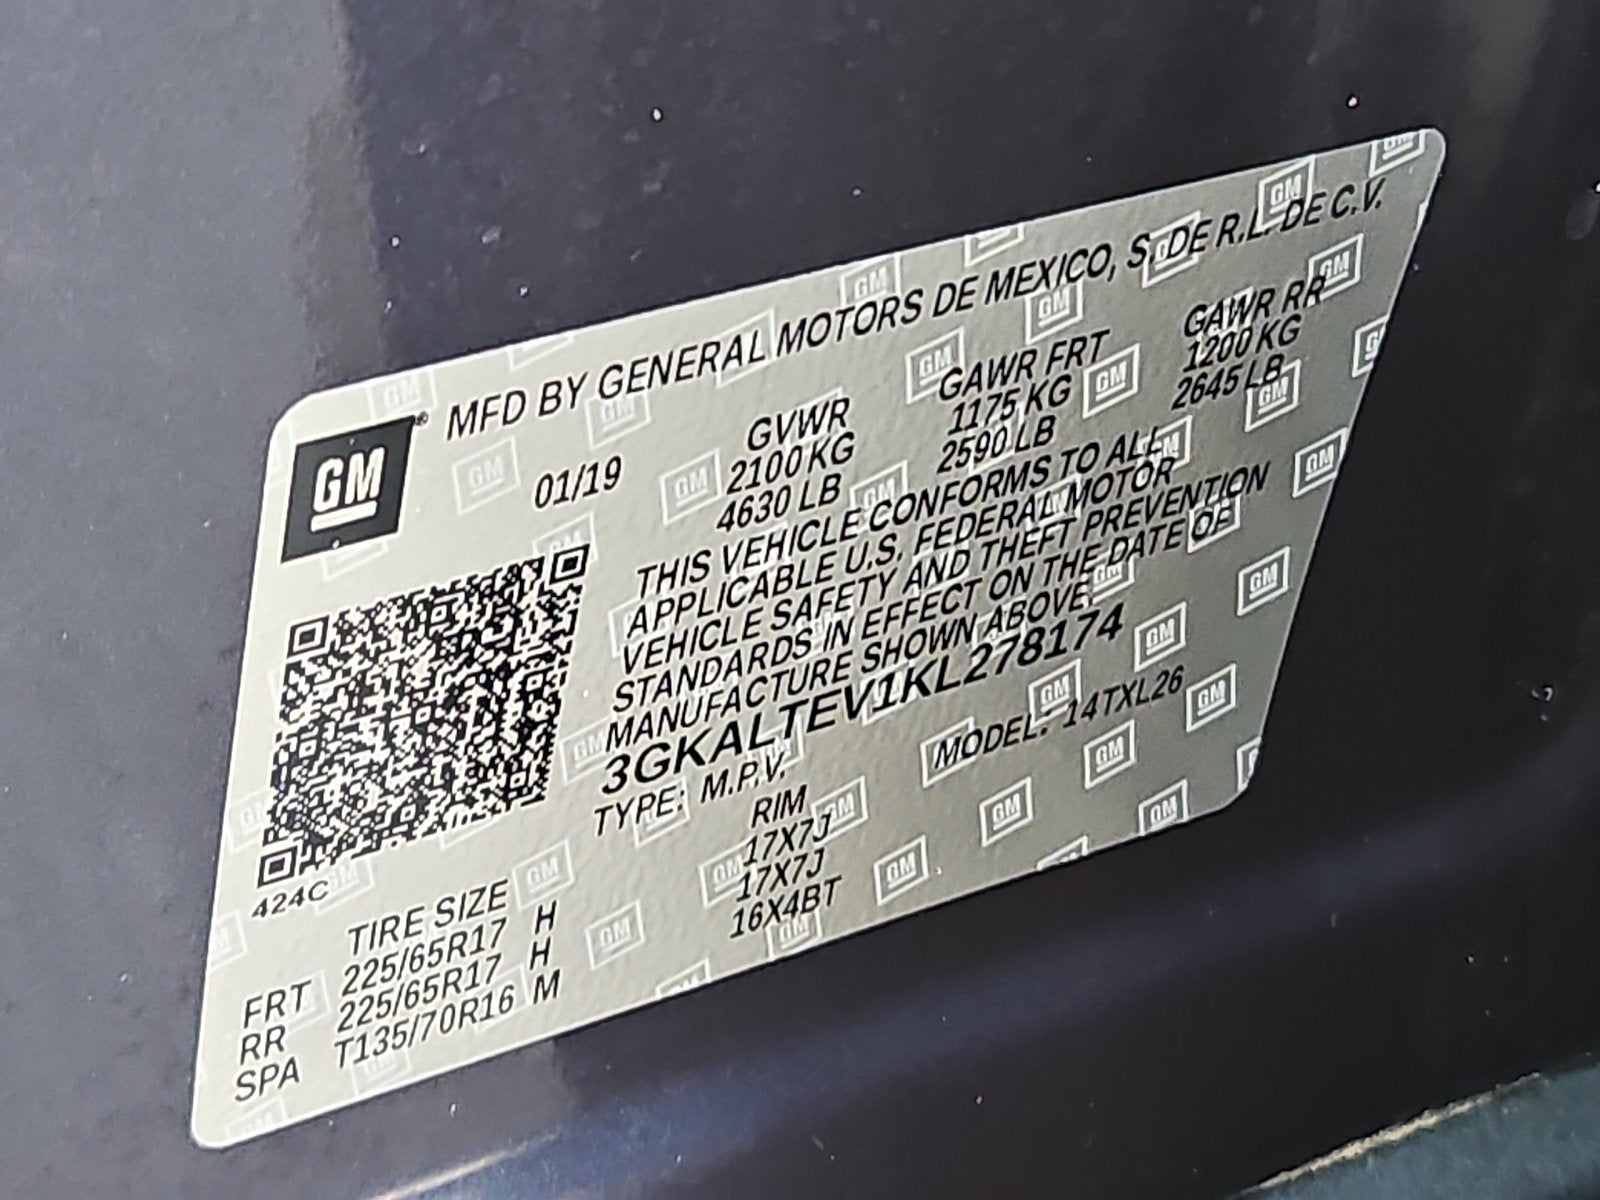 MFD BY GENERAL MOTORS DE MEXICO, S. DE R.L. DE C.V.
GM®
01/19
GVWR GAWR FRT GAWR RR
2100 KG 1175 KG 1200 KG
4630 LB 2590 LB 2645 LB
THIS VEHICLE CONFORMS TO ALL
APPLICABLE U.S. FEDERAL MOTOR
VEHICLE SAFETY AND THEFT PREVENTION
STANDARDS IN EFFECT ON THE DATE OF
MANUFACTURE SHOWN ABOVE.
3GKALTEV1KL278174
TYPE: M.P.V. MODEL: 14TXL26
424C
TIRE SIZE RIM
FRT 225/65R17 H 17X7J
RR 225/65R17 H 17X7J
SPA T135/70R16 M 16X4BT